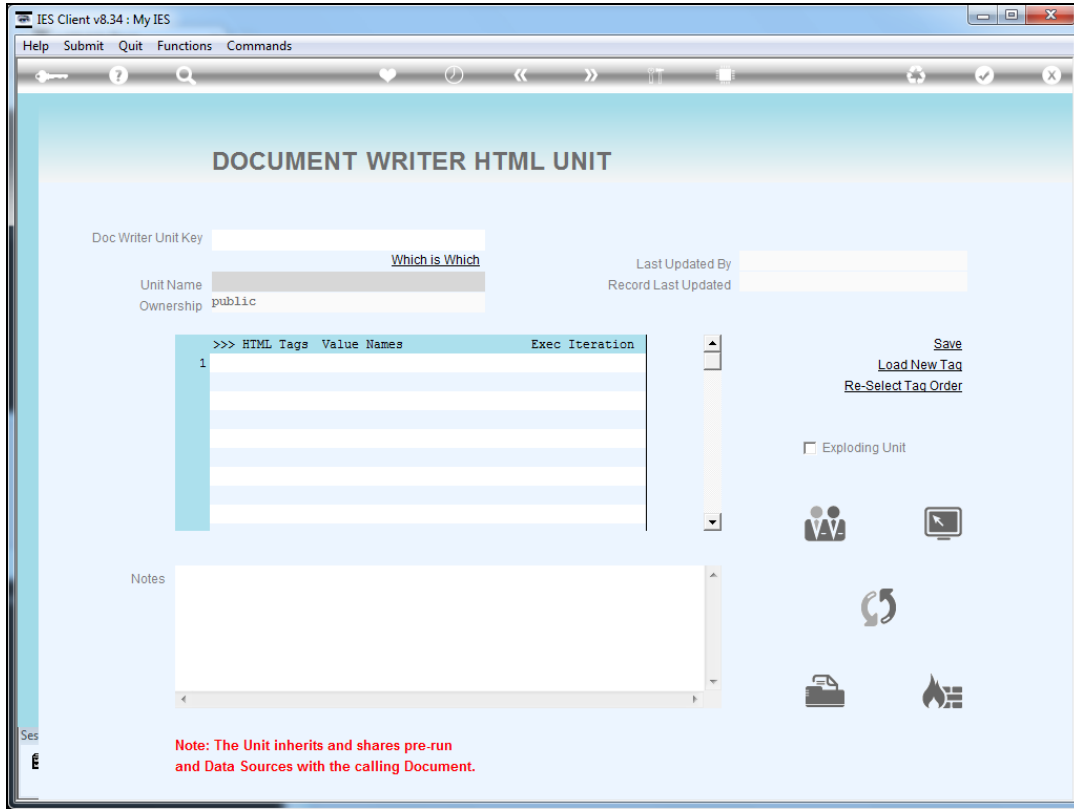 IES Client v8.34 : My IES
Help Submit Quit Functions Commands
DOCUMENT WRITER HTML UNIT
Doc Writer Unit Key
Which is Which
Last Updated By
Unit Name
Record Last Updated
Ownership public
>>> HTML Tags Value Names Exec Iteration
1
Save
Load New Tag
Re-Select Tag Order
Exploding Unit
Notes
Ses
Note: The Unit inherits and shares pre-run
and Data Sources with the calling Document.